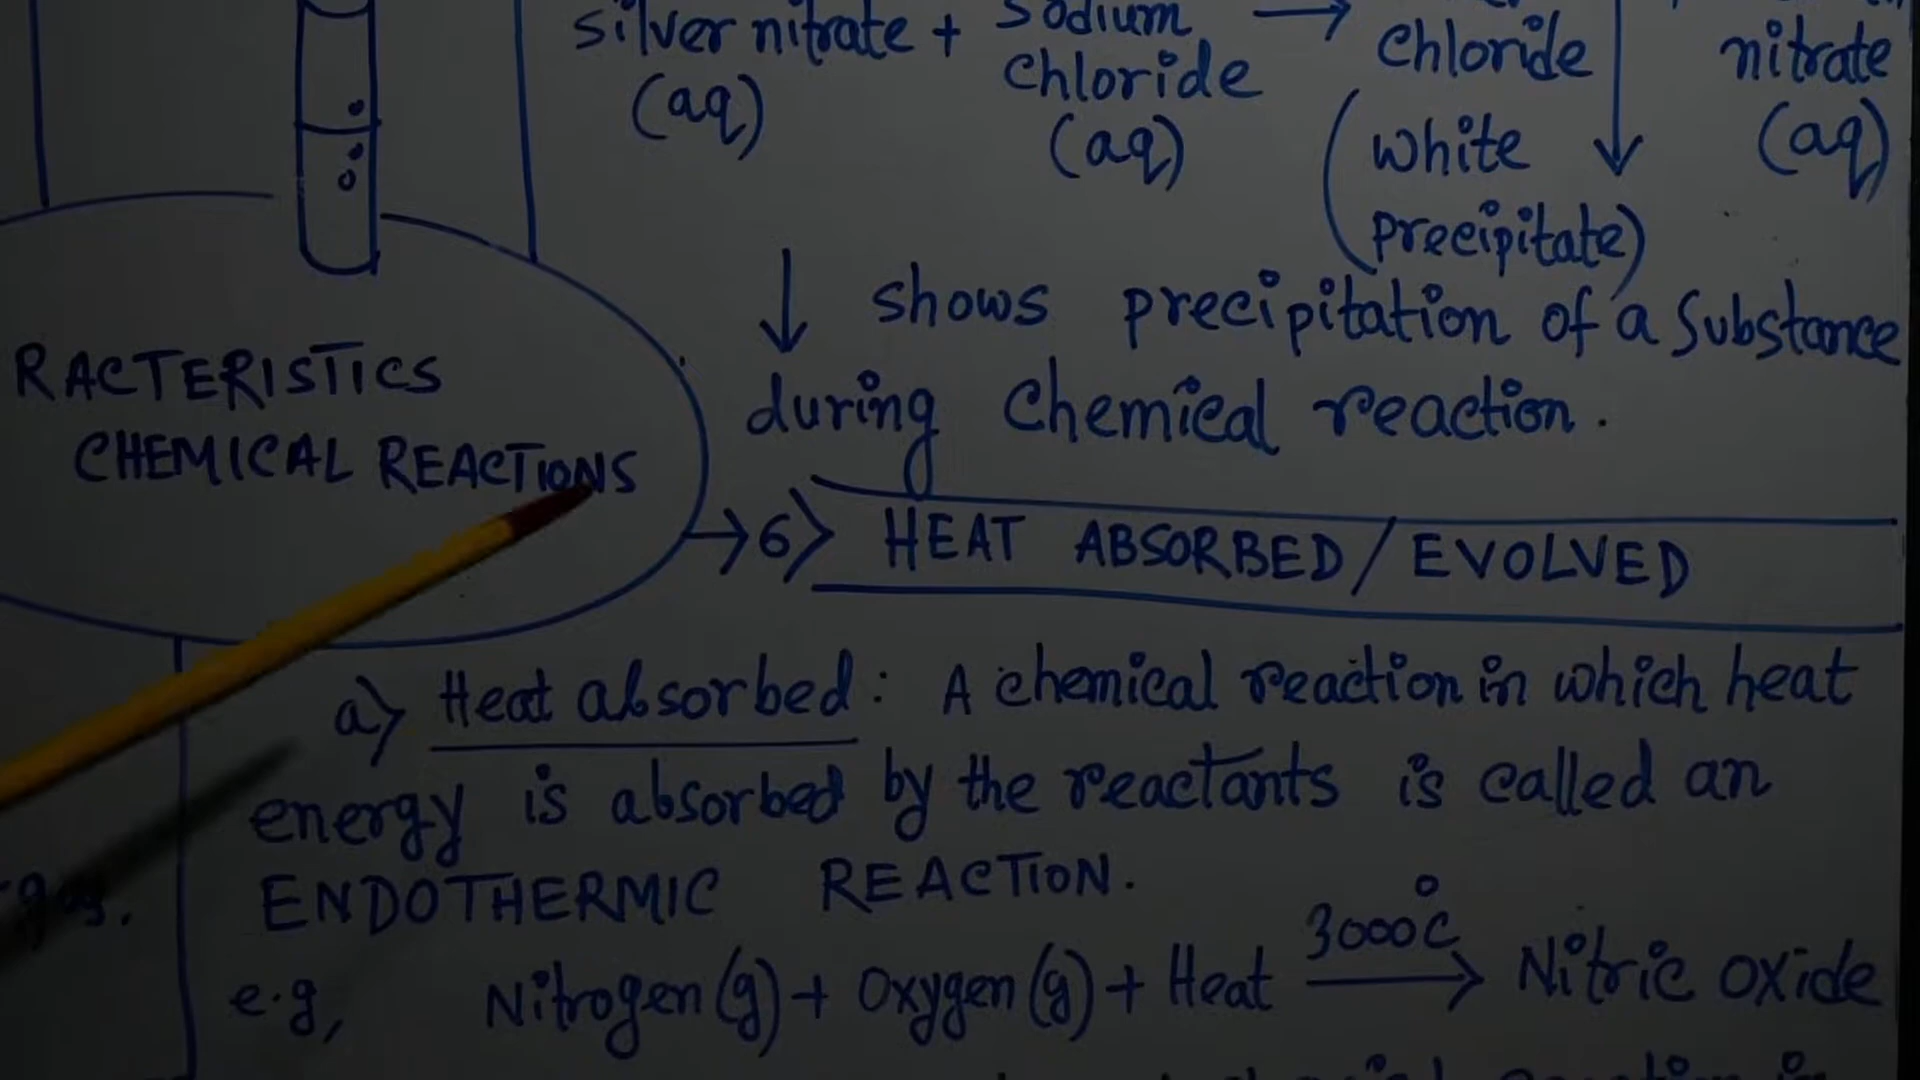 silver nitrate + sodium → chloride ↓ nitrate
(aq) chloride (white (aq)
(aq) precipitate)
↓ shows precipitation of a substance
during chemical reaction.
RACTERISTICS
CHEMICAL REACTIONS
→ 6> HEAT ABSORBED/EVOLVED
a> Heat absorbed: A chemical reaction in which heat
energy is absorbed by the reactants is called an
ENDOTHERMIC REACTION.
e.g, Nitrogen (g) + Oxygen (g) + Heat 3000°C → Nitric oxide